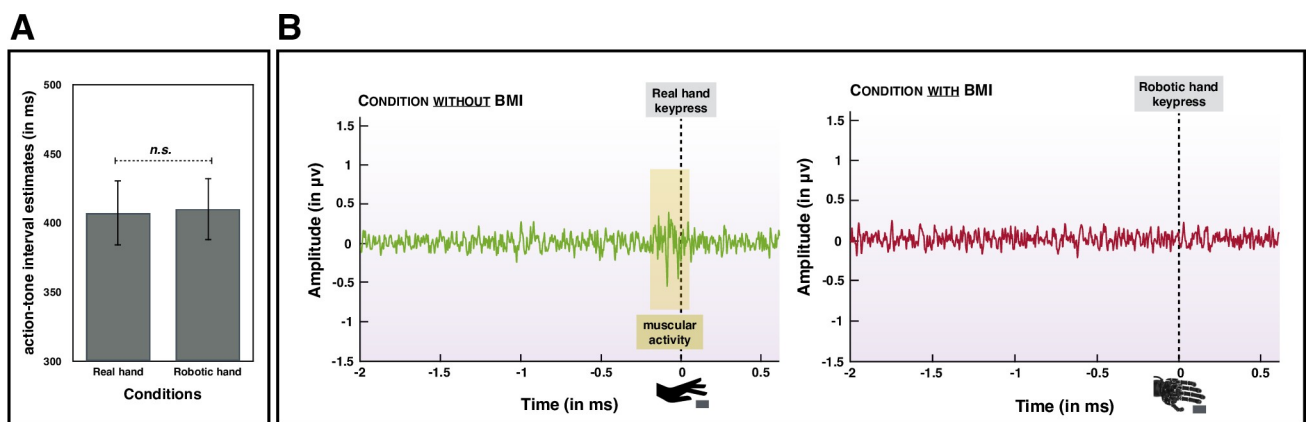 A
action-tone interval estimates (in ms)
500
450
400
350
300
n.s.
Real hand
Robotic hand
Conditions
B
CONDITION WITHOUT BMI
Real hand
keypress
Amplitude (in µv)
1.5
1
0.5
0
-0.5
-1
-1.5
muscular
activity
-2
-1.5
-1
-0.5
0
0.5
Time (in ms)
CONDITION WITH BMI
Robotic hand
keypress
Amplitude (in µv)
1.5
1
0.5
0
-0.5
-1
-1.5
-2
-1.5
-1
-0.5
0
0.5
Time (in ms)